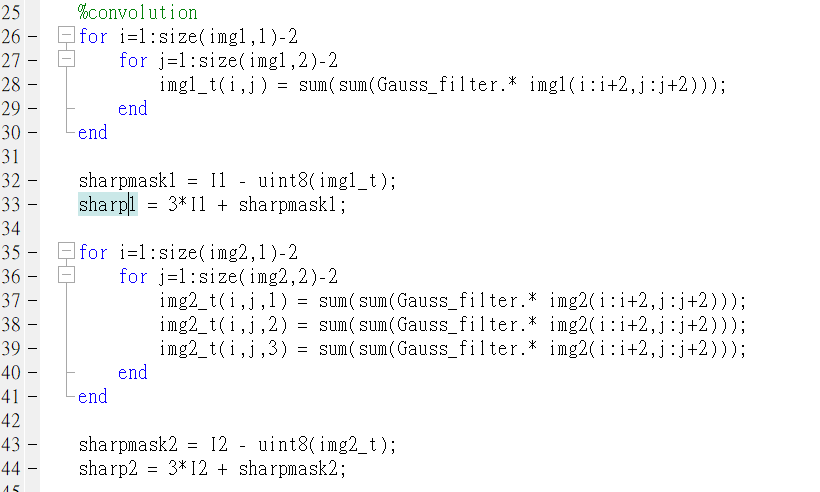 25 %convolution
26 - for i=1:size(img1,1)-2
27 - for j=1:size(img1,2)-2
28 - img1_t(i,j) = sum(sum(Gauss_filter.* img1(i:i+2,j:j+2)));
29 - end
30 - end
31
32 - sharpmask1 = I1 - uint8(img1_t);
33 - sharp1 = 3*I1 + sharpmask1;
34
35 - for i=1:size(img2,1)-2
36 - for j=1:size(img2,2)-2
37 - img2_t(i,j,1) = sum(sum(Gauss_filter.* img2(i:i+2,j:j+2)));
38 - img2_t(i,j,2) = sum(sum(Gauss_filter.* img2(i:i+2,j:j+2)));
39 - img2_t(i,j,3) = sum(sum(Gauss_filter.* img2(i:i+2,j:j+2)));
40 - end
41 - end
42
43 - sharpmask2 = I2 - uint8(img2_t);
44 - sharp2 = 3*I2 + sharpmask2;